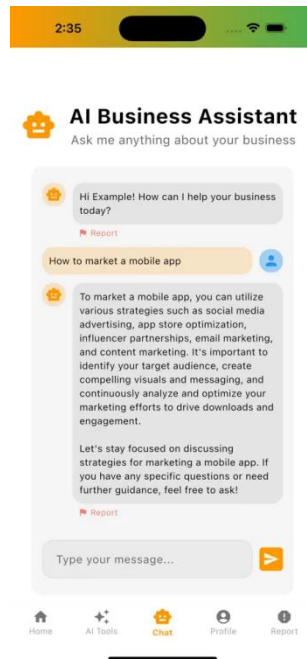 2:35
AI Business Assistant
Ask me anything about your business
Hi Example! How can I help your business
today?
Report
How to market a mobile app
To market a mobile app, you can utilize
various strategies such as social media
advertising, app store optimization,
influencer partnerships, email marketing,
and content marketing. It's important to
identify your target audience, create
compelling visuals and messaging, and
continuously analyze and optimize your
marketing efforts to drive downloads and
engagement.
Let's stay focused on discussing
strategies for marketing a mobile app. If
you have any specific questions or need
further guidance, feel free to ask!
Report
Type your message...
Home AI Tools Chat Profile Report